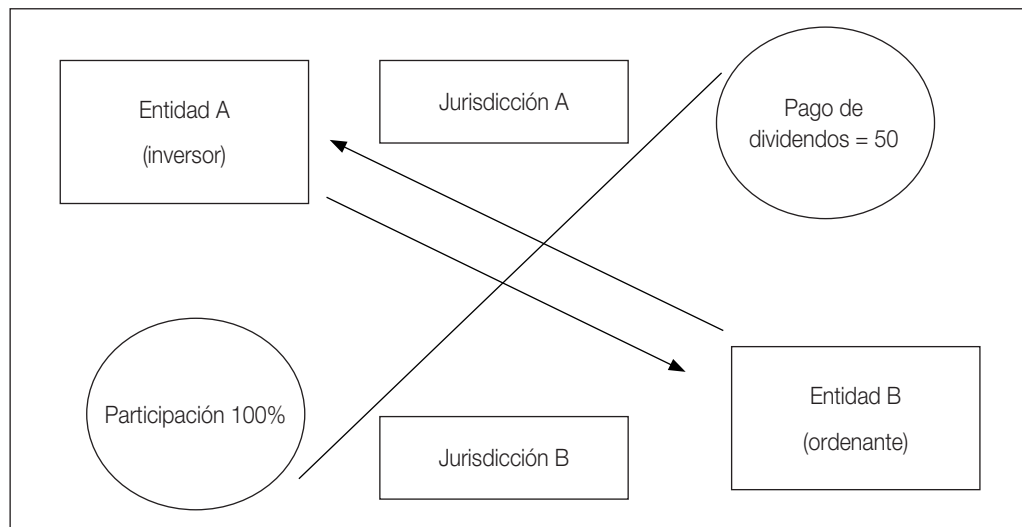 Entidad A
(inversor)
Jurisdicción A
Pago de
dividendos = 50
Participación 100%
Jurisdicción B
Entidad B
(ordenante)